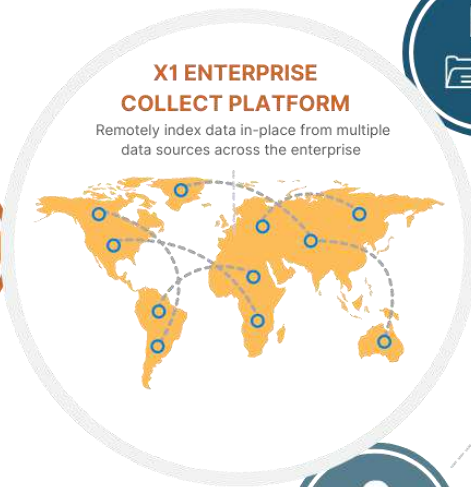 X1 ENTERPRISE
COLLECT PLATFORM
Remotely index data in-place from multiple
data sources across the enterprise